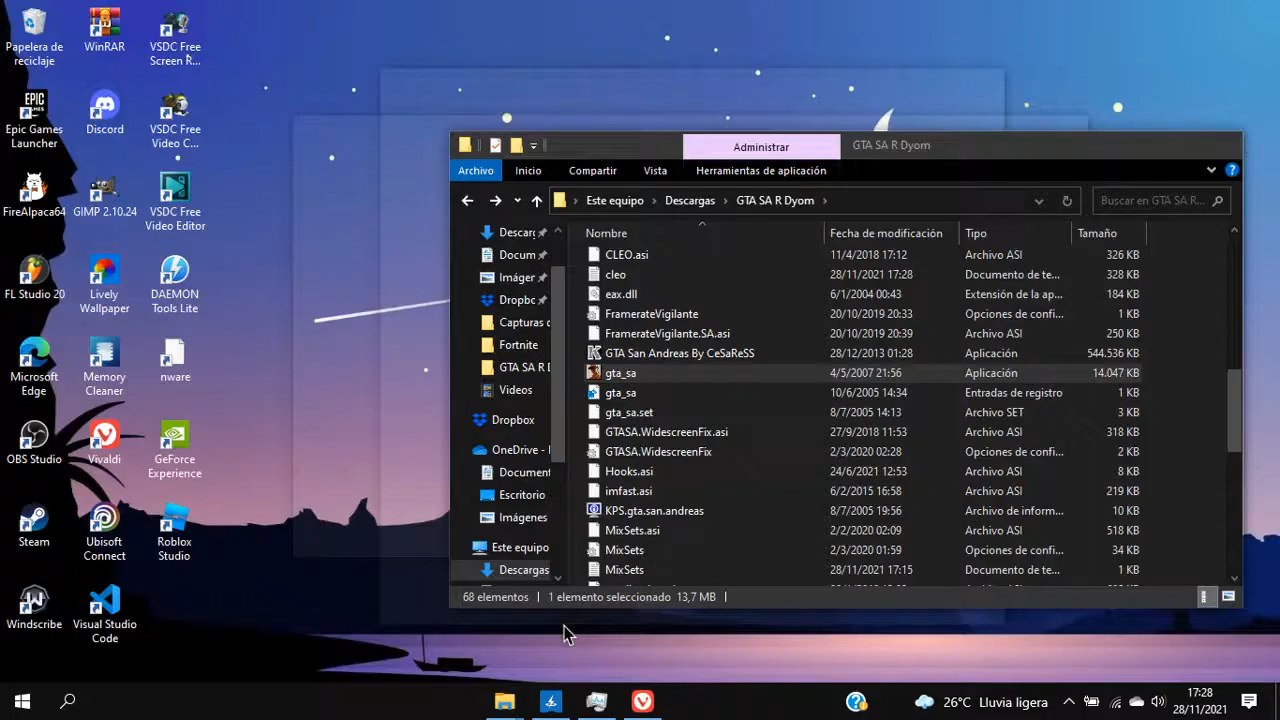 Papelera de
reciclaje
WinRAR
VSDC Free
Screen R...
Epic Games
Launcher
Discord
VSDC Free
Video C...
FireAlpaca64
GIMP 2.10.24
VSDC Free
Video Editor
FL Studio 20
Lively
Wallpaper
DAEMON
Tools Lite
Microsoft
Edge
Memory
Cleaner
nware
OBS Studio
Vivaldi
GeForce
Experience
Steam
Ubisoft
Connect
Roblox
Studio
Windscribe
Visual Studio
Code
Administrar
GTA SA R Dyom
Archivo Inicio Compartir Vista Herramientas de aplicación
Este equipo Descargas GTA SA R Dyom
Buscar en GTA SA R...
Descarg
Docum
Imáger
Dropbo
Capturas d
Fortnite
GTA SA R D
Videos
Dropbox
OneDrive -
Document
Escritorio
Imágenes
Este equipo
Descargas
Nombre Fecha de modificación Tipo Tamaño
CLEO.asi 11/4/2018 17:12 Archivo ASI 326 KB
cleo 28/11/2021 17:28 Documento de te... 328 KB
eax.dll 6/1/2004 00:43 Extensión de la ap... 184 KB
FramerateVigilante 20/10/2019 20:33 Opciones de confi... 1 KB
FramerateVigilante.SA.asi 20/10/2019 20:39 Archivo ASI 250 KB
GTA San Andreas By CeSaReSS 28/12/2013 01:28 Aplicación 544.536 KB
gta_sa 4/5/2007 21:56 Aplicación 14.047 KB
gta_sa 10/6/2005 14:34 Entradas de registro 1 KB
gta_sa.set 8/7/2005 14:13 Archivo SET 3 KB
GTASA.WidescreenFix.asi 27/9/2018 11:53 Archivo ASI 318 KB
GTASA.WidescreenFix 2/3/2020 02:28 Opciones de confi... 2 KB
Hooks.asi 24/6/2021 12:53 Archivo ASI 8 KB
imfast.asi 6/2/2015 16:58 Archivo ASI 219 KB
KPS.gta.san.andreas 8/7/2005 19:56 Archivo de inform... 10 KB
MixSets.asi 2/2/2020 02:09 Archivo ASI 518 KB
MixSets 2/3/2020 01:59 Opciones de confi... 34 KB
MixSets 28/11/2021 17:15 Documento de te... 1 KB
68 elementos 1 elemento seleccionado 13,7 MB
26°C Lluvia ligera
17:28
28/11/2021